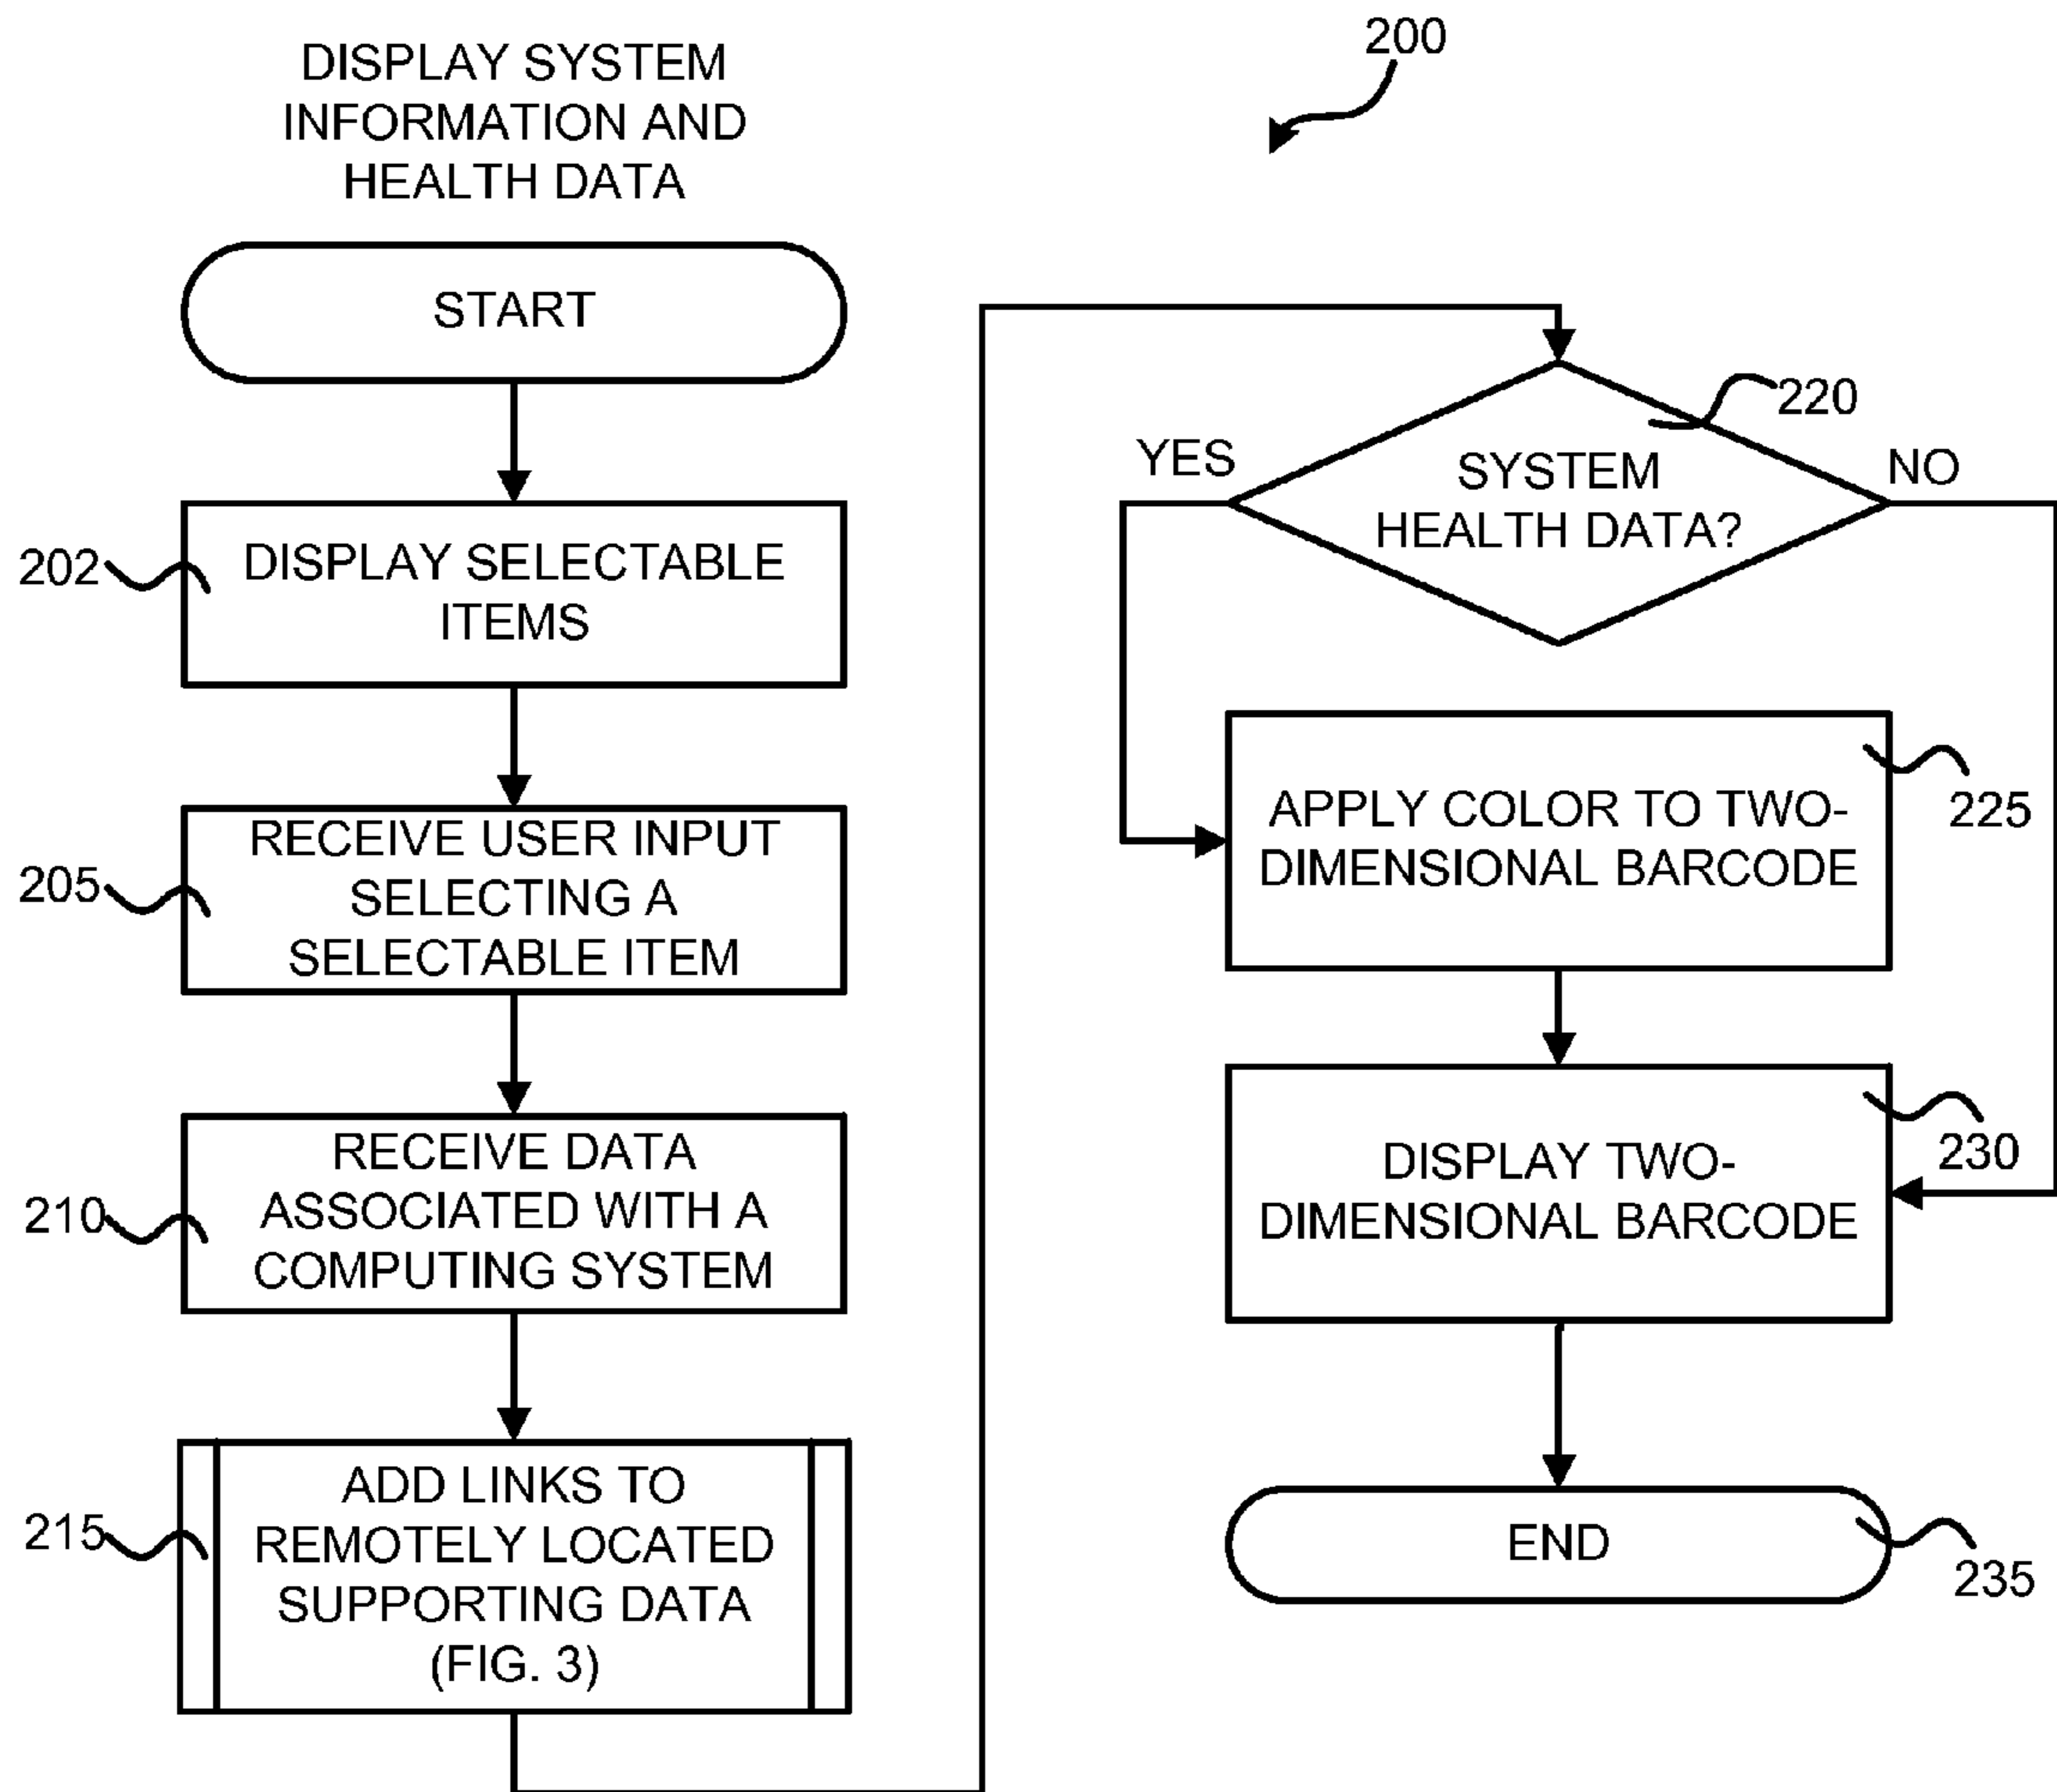 DISPLAY SYSTEM
INFORMATION AND
HEALTH DATA
200
START
202
DISPLAY SELECTABLE
ITEMS
205
RECEIVE USER INPUT
SELECTING A
SELECTABLE ITEM
210
RECEIVE DATA
ASSOCIATED WITH A
COMPUTING SYSTEM
215
ADD LINKS TO
REMOTELY LOCATED
SUPPORTING DATA
(FIG. 3)
220
YES
SYSTEM
HEALTH DATA?
NO
APPLY COLOR TO TWO-
DIMENSIONAL BARCODE
225
DISPLAY TWO-
DIMENSIONAL BARCODE
230
END
235